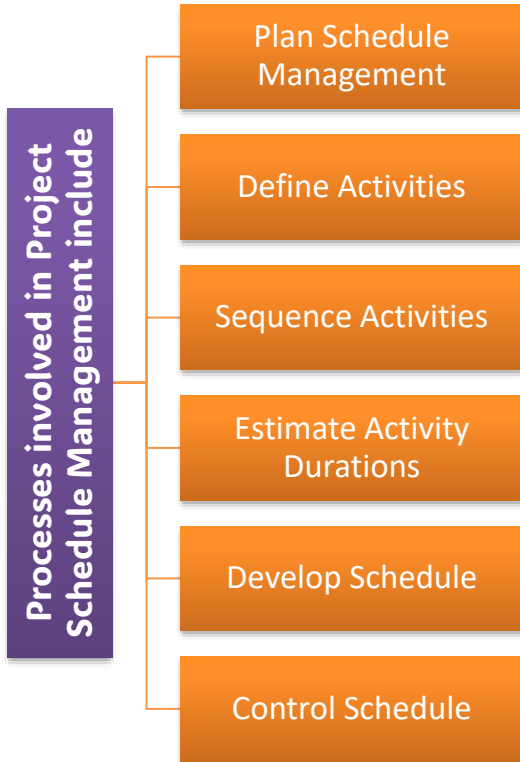 Processes involved in Project
Schedule Management include
Plan Schedule
Management
Define Activities
Sequence Activities
Estimate Activity
Durations
Develop Schedule
Control Schedule